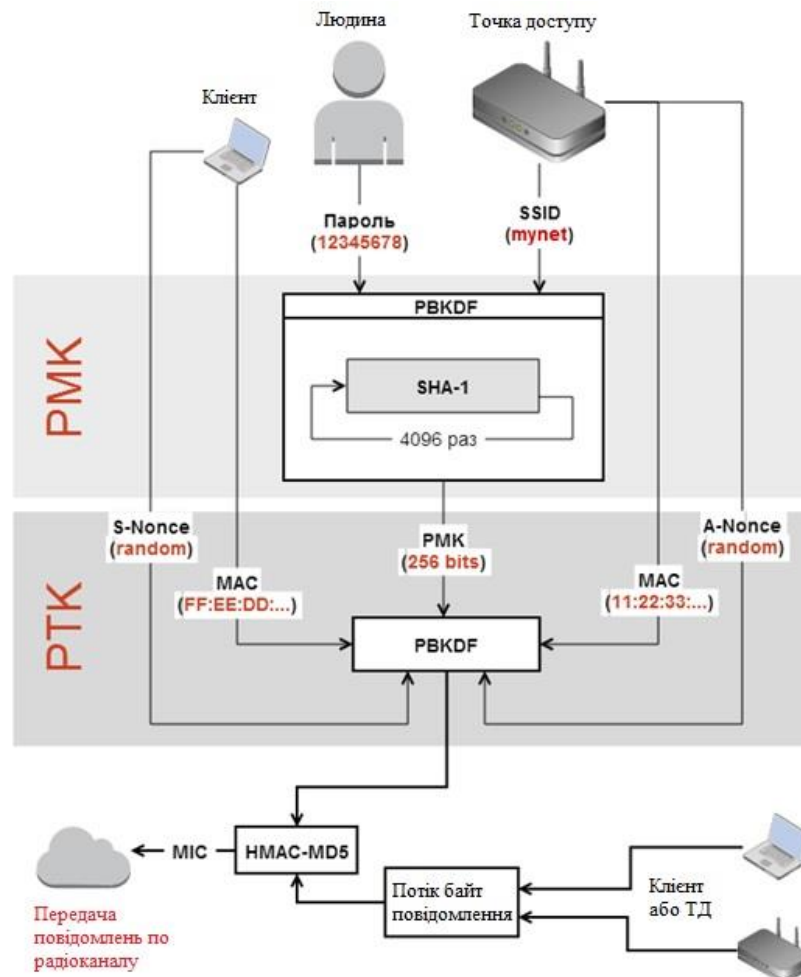 Людина
Точка доступу
Клієнт
Пароль
(12345678)
SSID
(mynet)
PMK
PBKDF
SHA-1
4096 раз
PTK
S-Nonce
(random)
MAC
(FF:EE:DD:...)
PMK
(256 bits)
MAC
(11:22:33:...)
A-Nonce
(random)
PBKDF
MIC
HMAC-MD5
Потік байт
повідомлення
Клієнт
або ТД
Передача
повідомлень по
радіоканалу